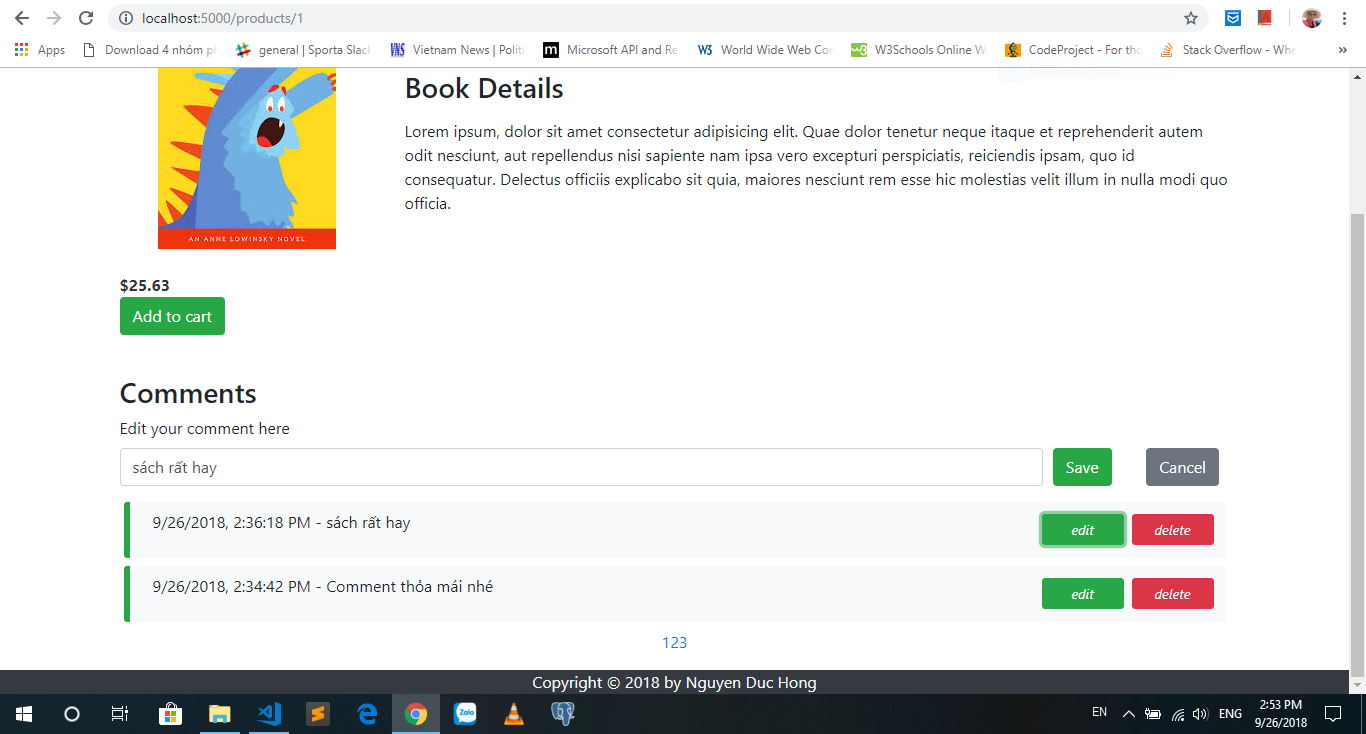 localhost:5000/products/1
Apps
Download 4 nhóm
general | Sporta Slack
Vietnam News | Politi
Microsoft API and Re
World Wide Web Con
W3Schools Online W
CodeProject - For tho
Stack Overflow - Whe
»
Rectangular Snip
AN ANNE LOWINSKY NOVEL
Book Details
Lorem ipsum, dolor sit amet consectetur adipisicing elit. Quae dolor tenetur neque itaque et reprehenderit autem
odit nesciunt, aut repellendus nisi sapiente nam ipsa vero excepturi perspiciatis, reiciendis ipsam, quo id
consequatur. Delectus officiis explicabo sit quia, maiores nesciunt rem esse hic molestias velit illum in nulla modi quo
officia.
$25.63
Add to cart
Comments
Edit your comment here
sách rất hay
Save
Cancel
9/26/2018, 2:36:18 PM - sách rất hay
edit
delete
9/26/2018, 2:34:42 PM - Comment thỏa mái nhé
edit
delete
123
Copyright © 2018 by Nguyen Duc Hong
Zalo
EN
ENG
2:53 PM
9/26/2018